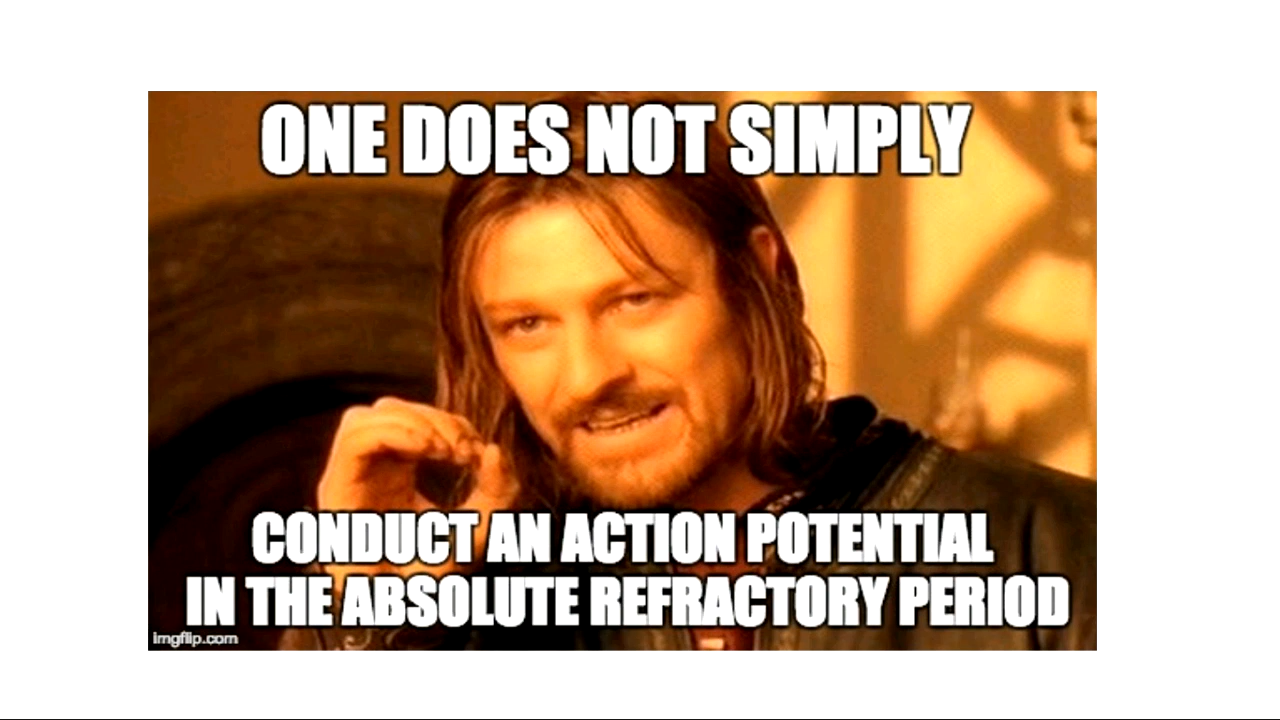 ONE DOES NOT SIMPLY
CONDUCT AN ACTION POTENTIAL
IN THE ABSOLUTE REFRACTORY PERIOD
imgflip.com